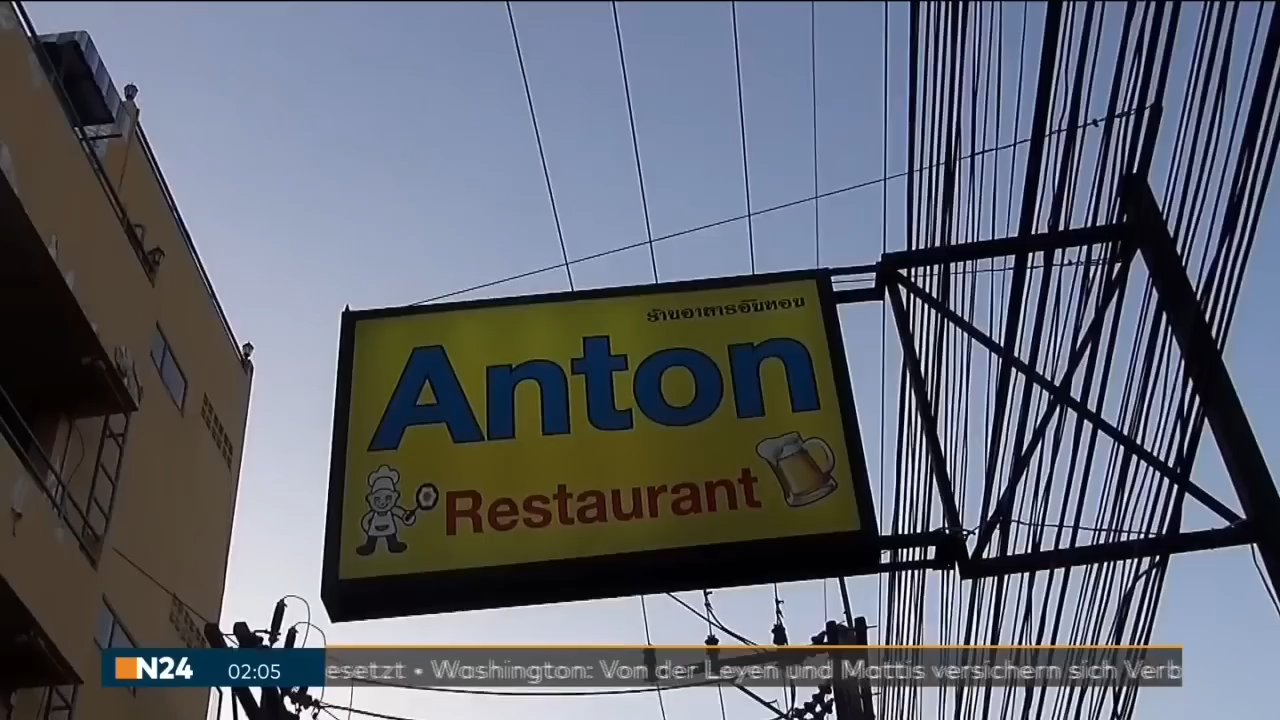 ร้านอาหารอันทอน
Anton
Restaurant
N24 02:05 esetzt • Washington: Von der Leyen und Mattis versichern sich Verb